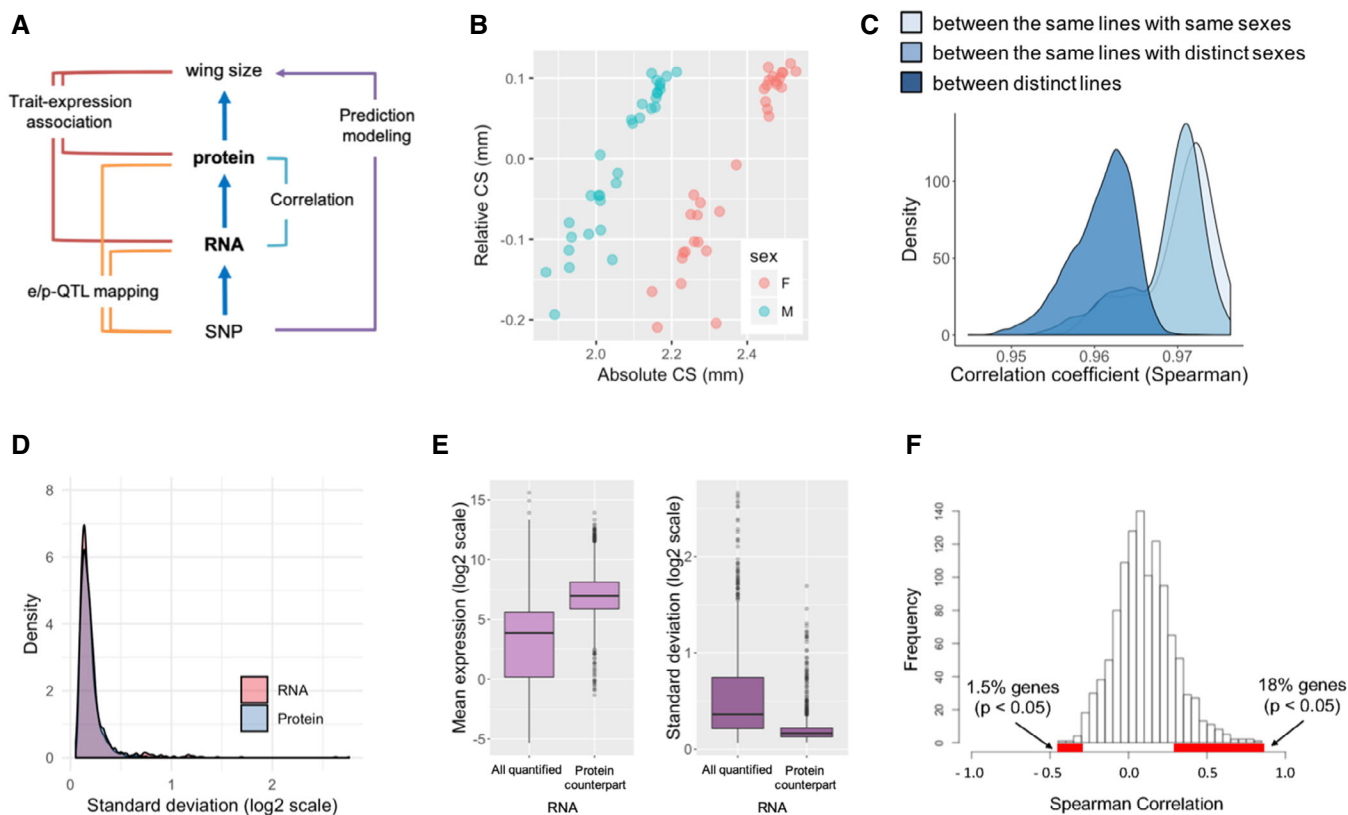 A
wing size
Trait-expression
association
Prediction
modeling
protein
Correlation
RNA
e/p-QTL mapping
SNP
B
Relative CS (mm)
0.1
0.0
-0.1
-0.2
2.0
2.2
2.4
Absolute CS (mm)
sex
F
M
C
between the same lines with same sexes
between the same lines with distinct sexes
between distinct lines
Density
100
50
0
0.95
0.96
0.97
Correlation coefficient (Spearman)
D
Density
8
6
4
2
0
0
1
2
Standard deviation (log2 scale)
RNA
Protein
E
Mean expression (log2 scale)
15
10
5
0
-5
All quantified
Protein
counterpart
RNA
Standard deviation (log2 scale)
2
1
0
All quantified
Protein
counterpart
RNA
F
Frequency
140
120
100
80
60
40
20
0
1.5% genes
(p < 0.05)
18% genes
(p < 0.05)
- 1.0
- 0.5
0.0
0.5
1.0
Spearman Correlation